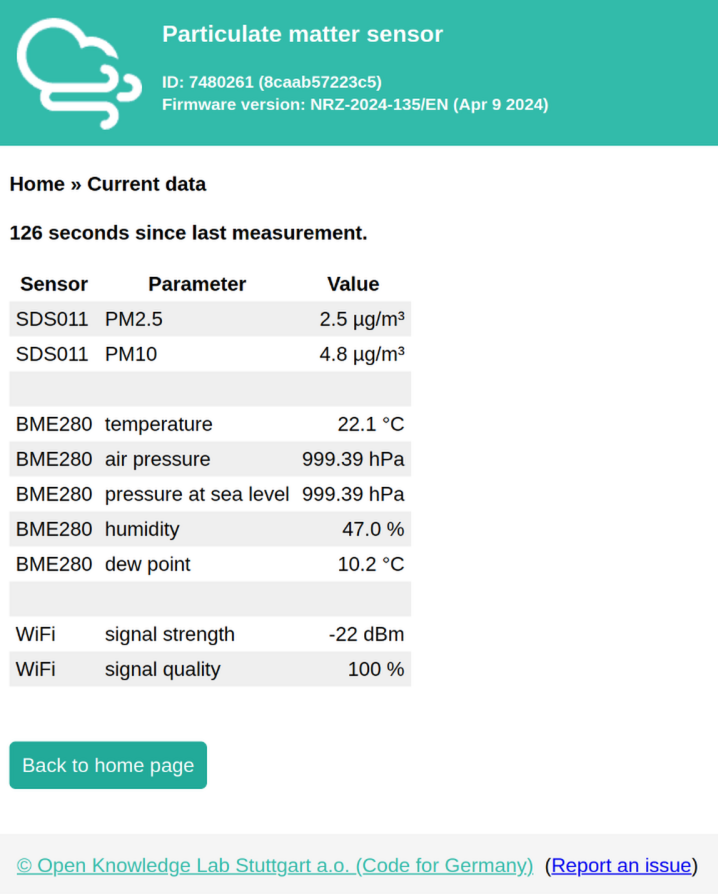 Particulate matter sensor
ID: 7480261 (8caab57223c5)
Firmware version: NRZ-2024-135/EN (Apr 9 2024)
Home » Current data
126 seconds since last measurement.
Sensor Parameter Value
SDS011 PM2.5 2.5 µg/m³
SDS011 PM10 4.8 µg/m³
BME280 temperature 22.1 °C
BME280 air pressure 999.39 hPa
BME280 pressure at sea level 999.39 hPa
BME280 humidity 47.0 %
BME280 dew point 10.2 °C
WiFi signal strength -22 dBm
WiFi signal quality 100 %
Back to home page
© Open Knowledge Lab Stuttgart a.o. (Code for Germany) (Report an issue)